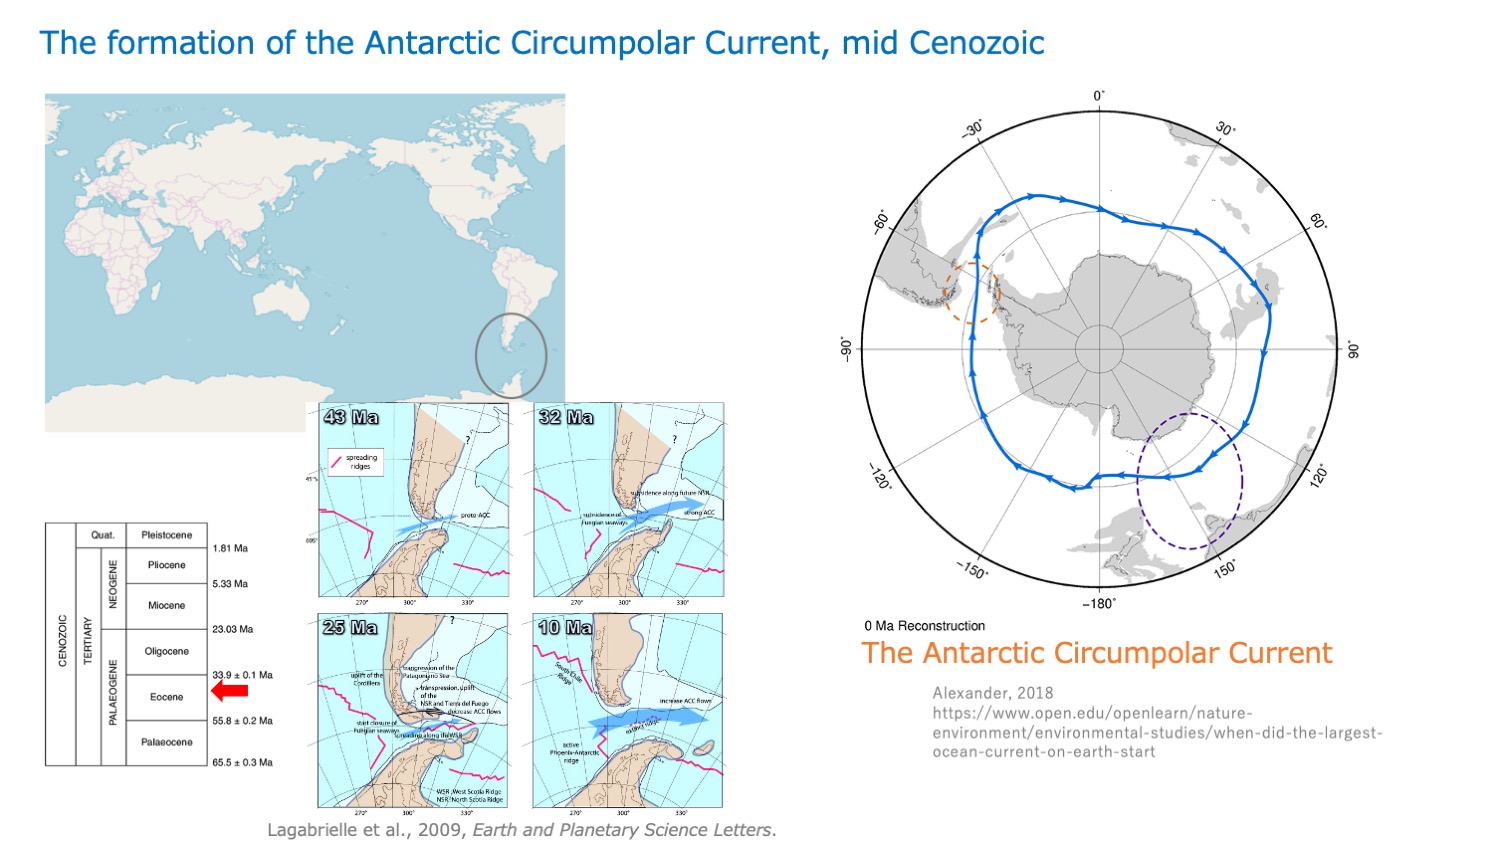 The formation of the Antarctic Circumpolar Current, mid Cenozoic
0°
30°
60°
90°
120°
150°
-180°
-150°
-120°
-90°
-60°
-30°
0 Ma Reconstruction
The Antarctic Circumpolar Current
Alexander, 2018
https://www.open.edu/openlearn/nature-
environment/environmental-studies/when-did-the-largest-
ocean-current-on-earth-start
CENOZOIC
TERTIARY
Quat.
NEOGENE
PALAEOGENE
Pleistocene
1.81 Ma
Pliocene
5.33 Ma
Miocene
23.03 Ma
Oligocene
33.9 ± 0.1 Ma
Eocene
55.8 ± 0.2 Ma
Palaeocene
65.5 ± 0.3 Ma
43 Ma
spreading
ridges
?
proto-ACC
270°
300°
330°
32 Ma
?
subsidence along future NSR
subsidence of
Fuegian seaways
strong ACC
270°
300°
330°
25 Ma
?
transgression of the
Patagonian Sea
uplift of the
Cordillera
transpression, uplift
of the
NSR and Tierra del Fuego
decrease ACC flows
start closure of
Fuegian seaways
spreading along the WSR
WSR :West Scotia Ridge
NSR: North Scotia Ridge
270°
300°
330°
10 Ma
South Chile
Ridge
increase ACC flows
extinct ridge
active
Phoenix-Antarctic
ridge
270°
300°
330°
Lagabrielle et al., 2009, Earth and Planetary Science Letters.